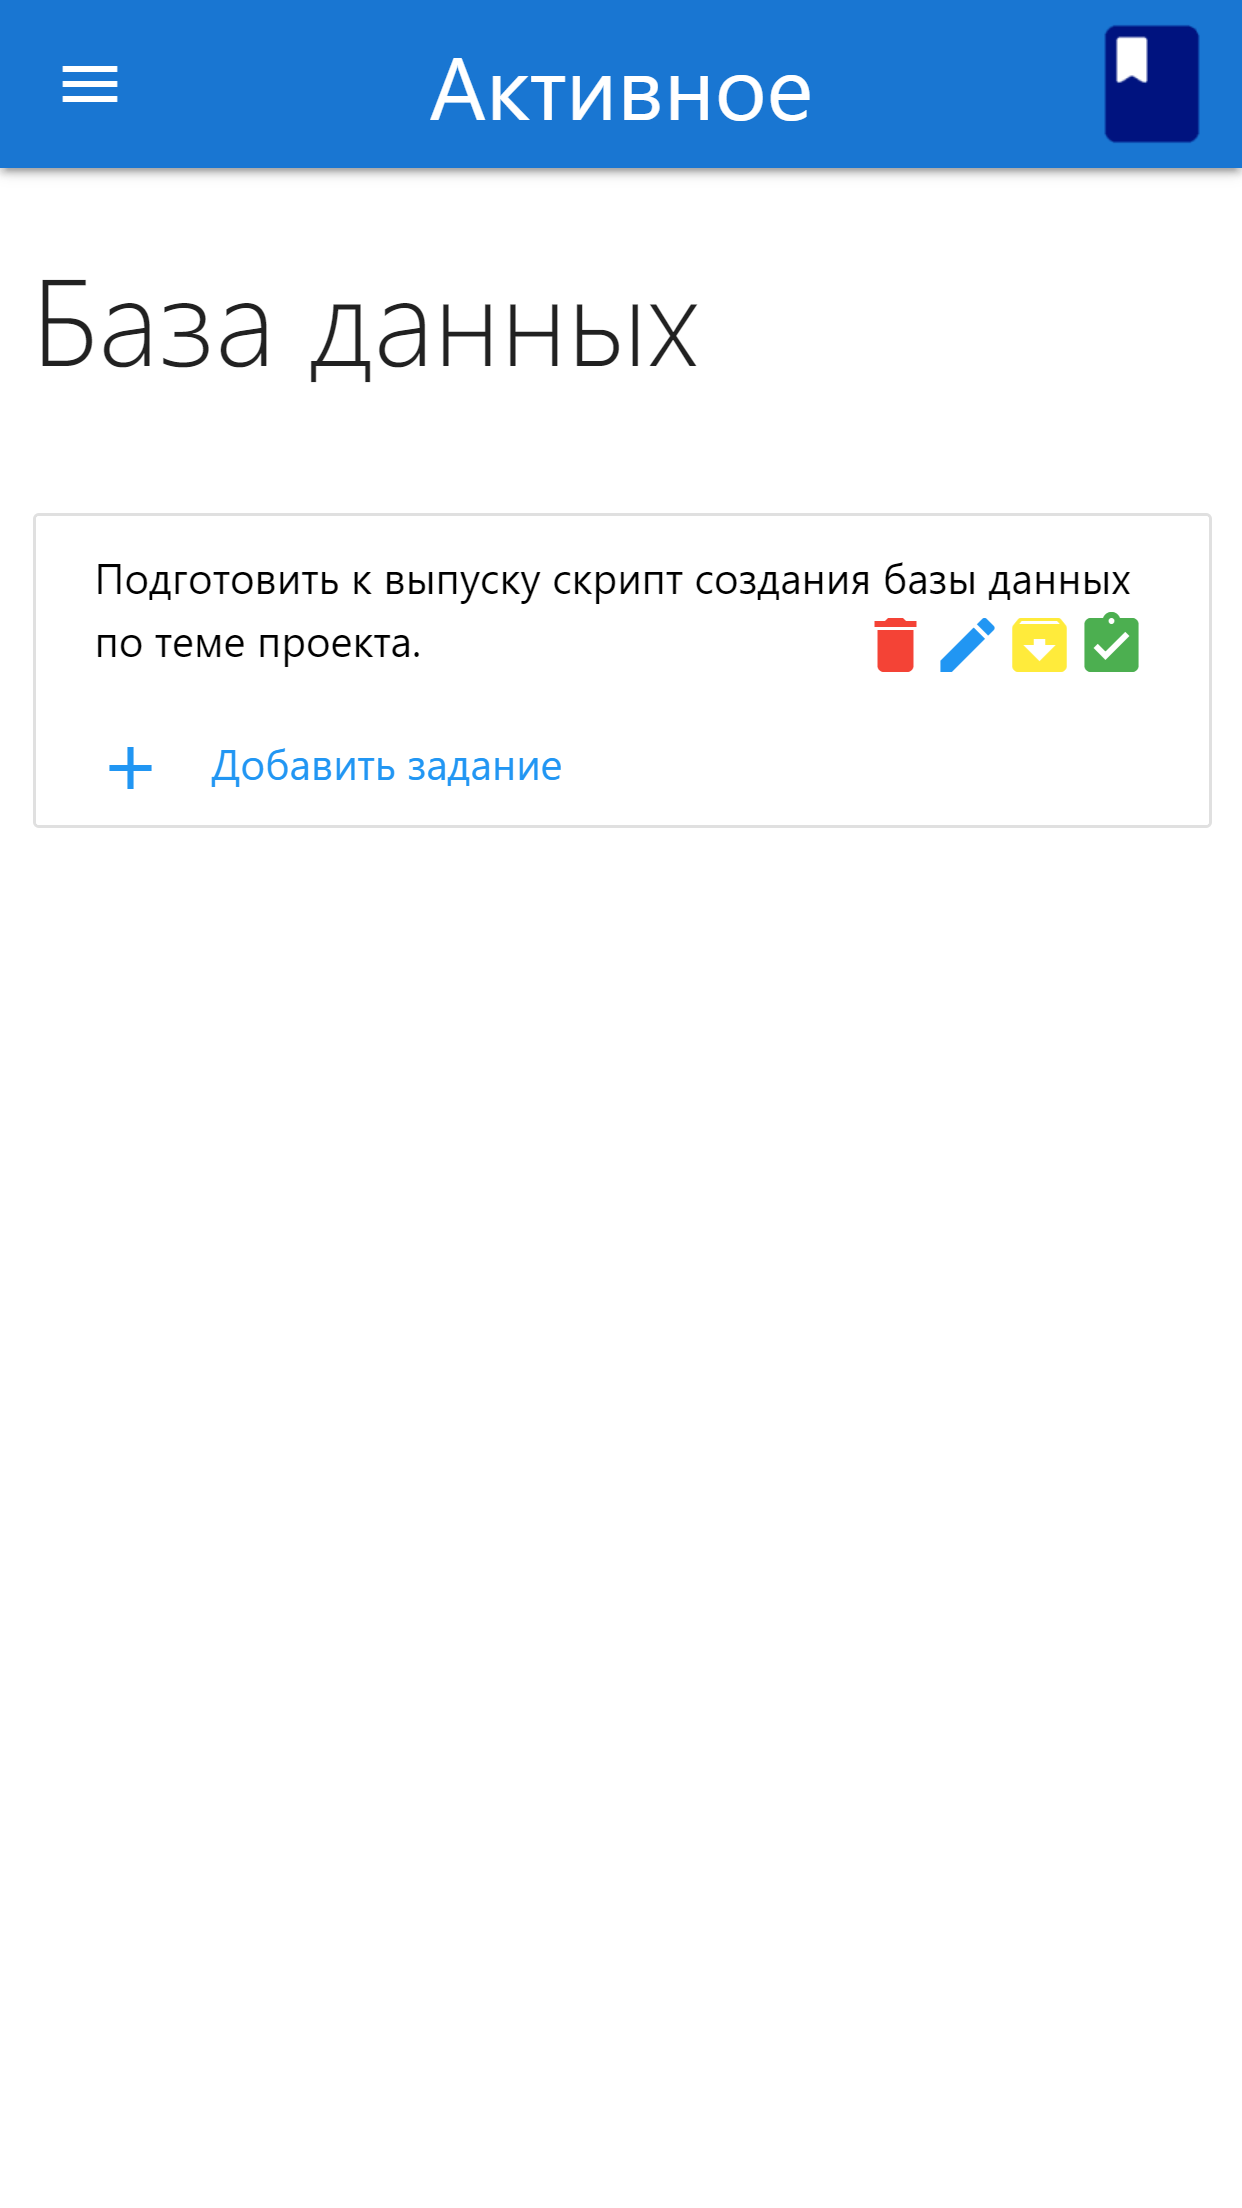 Активное
База данных
Подготовить к выпуску скрипт создания базы данных
по теме проекта.
Добавить задание